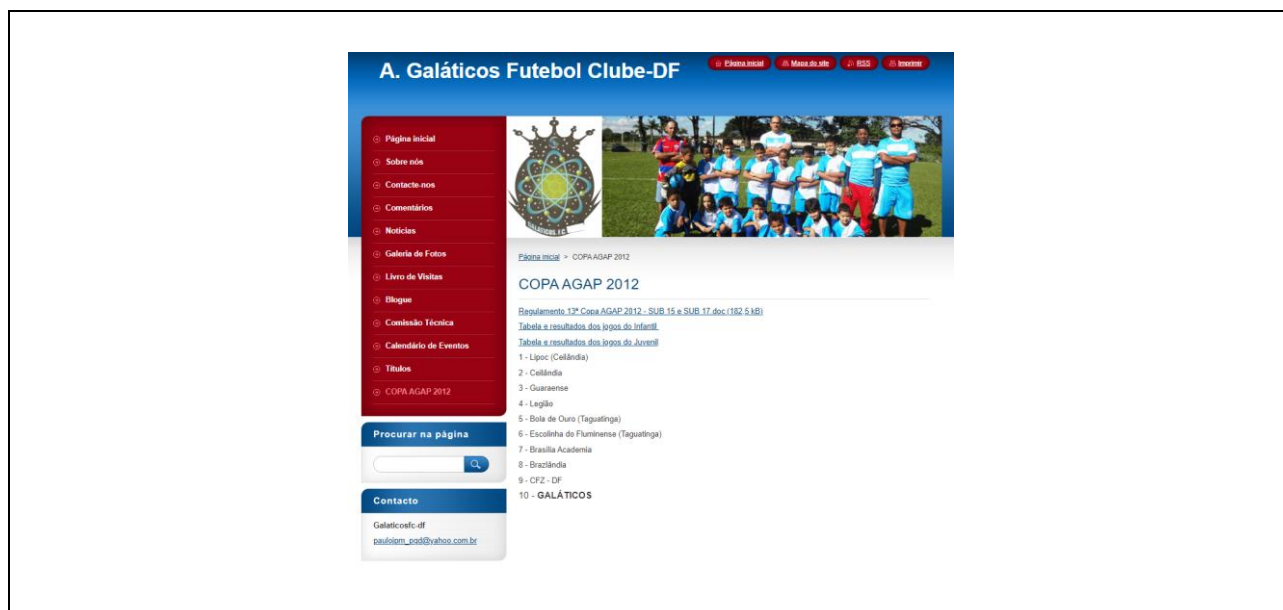 A. Galáticos Futebol Clube-DF
Página inicial
Mapa do site
RSS
Imprimir
Página inicial
Sobre nós
Contacte-nos
Comentários
Notícias
Galeria de Fotos
Livro de Visitas
Blogue
Comissão Técnica
Calendário de Eventos
Títulos
COPA AGAP 2012
Procurar na página
Contacto
Galaticosfc-df
paulojpm_pqd@yahoo.com.br
GALATICOS F.C
Página inicial > COPA AGAP 2012
COPA AGAP 2012
Regulamento 13ª Copa AGAP 2012 - SUB 15 e SUB 17.doc (182,5 kB)
Tabela e resultados dos jogos do Infantil
Tabela e resultados dos jogos do Juvenil
1 - Lipoc (Ceilândia)
2 - Ceilândia
3 - Guaraense
4 - Legião
5 - Bola de Ouro (Taguatinga)
6 - Escolinha do Fluminense (Taguatinga)
7 - Brasília Academia
8 - Brazlândia
9 - CFZ - DF
10 - GALÁTICOS